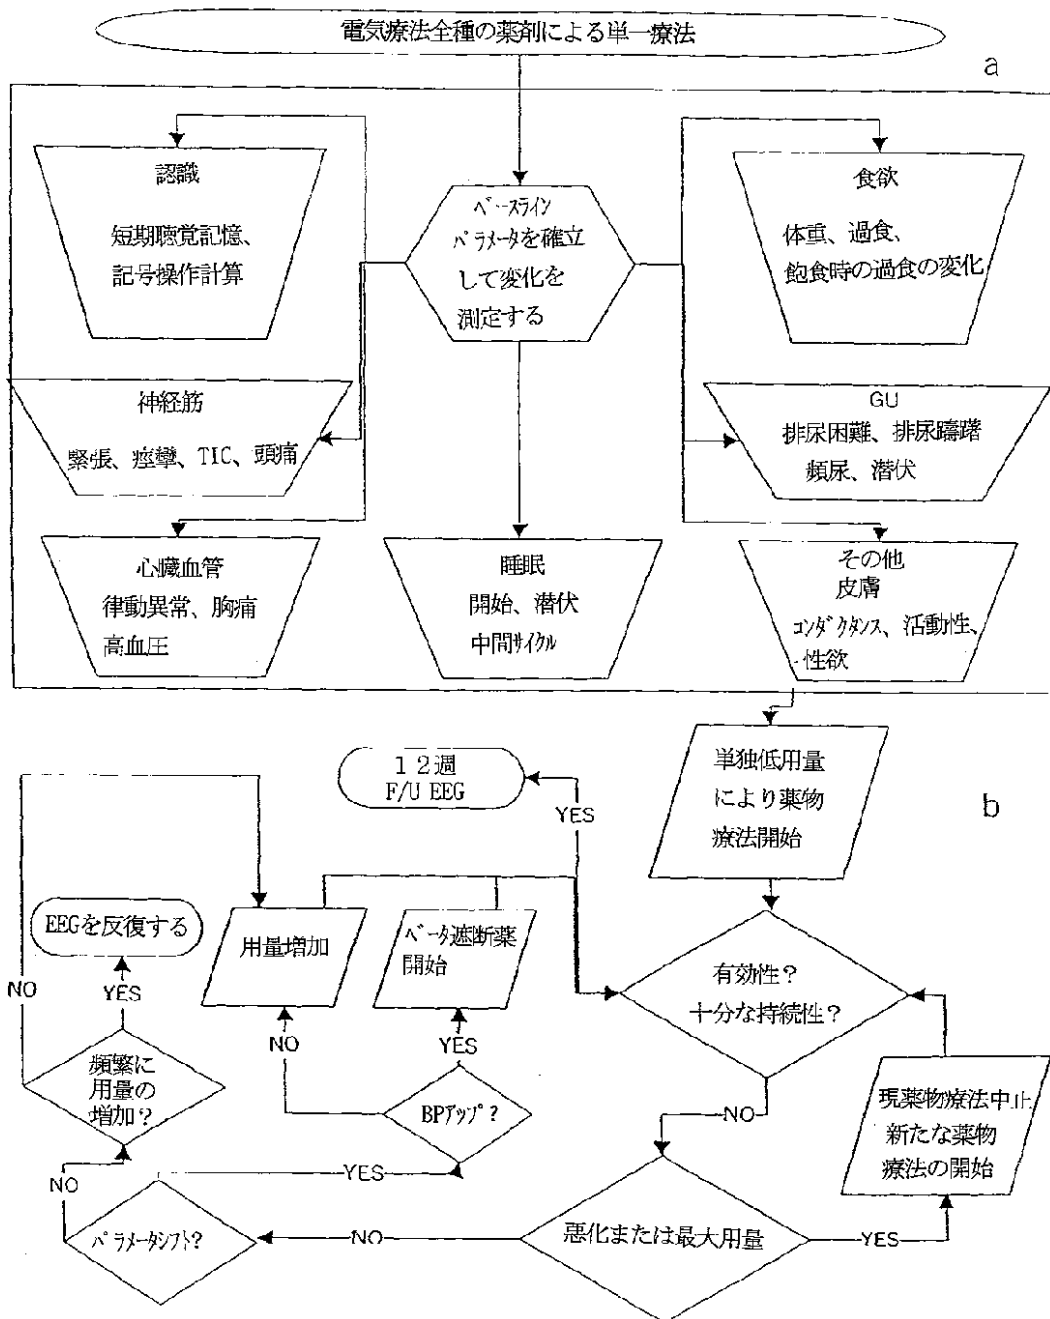 電気療法全種の薬剤による単一療法
a
認識
短期聴覚記憶、
記号操作計算
ベースライン
パラメータを確立
して変化を
測定する
食欲
体重、過食、
飽食時の過食の変化
神経筋
緊張、痙攣、TIC、頭痛
GU
排尿困難、排尿躊躇
頻尿、潜伏
心臓血管
律動異常、胸痛
高血圧
睡眠
開始、潜伏
中間サイクル
その他
皮膚
コンダクタンス、活動性、
性欲
単独低用量
により薬物
療法開始
b
12週
F/U EEG
YES
EEGを反復する
用量増加
ベータ遮断薬
開始
有効性?
十分な持続性?
NO
YES
NO
YES
頻繁に
用量の
増加?
BPアップ?
NO
現薬物療法中止
新たな薬物
療法の開始
NO
YES
パラメータシフト?
NO
悪化または最大用量
YES